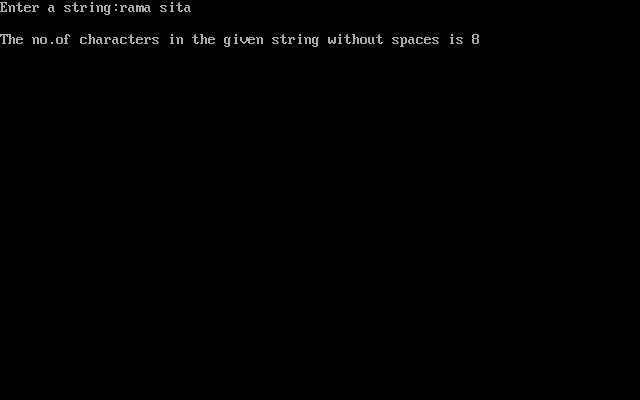 Enter a string:rama sita
The no.of characters in the given string without spaces is 8